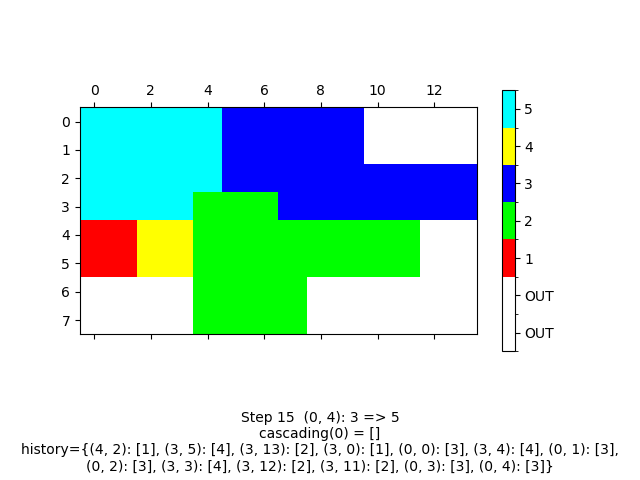 0 2 4 6 8 10 12
0
1
2
3
4
5
6
7
5
4
3
2
1
OUT
OUT
Step 15  (0, 4): 3 => 5
cascading(0) = []
history={(4, 2): [1], (3, 5): [4], (3, 13): [2], (3, 0): [1], (0, 0): [3], (3, 4): [4], (0, 1): [3],
(0, 2): [3], (3, 3): [4], (3, 12): [2], (3, 11): [2], (0, 3): [3], (0, 4): [3]}